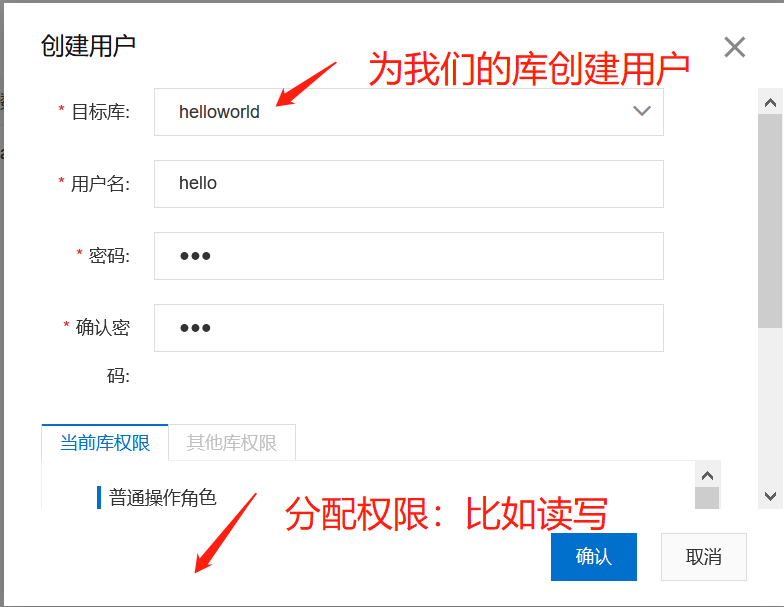 创建用户
为我们的库创建用户
* 目标库: helloworld
* 用户名: hello
* 密码: ●●●
* 确认密码: ●●●
当前库权限 其他库权限
普通操作角色
分配权限：比如读写
确认 取消